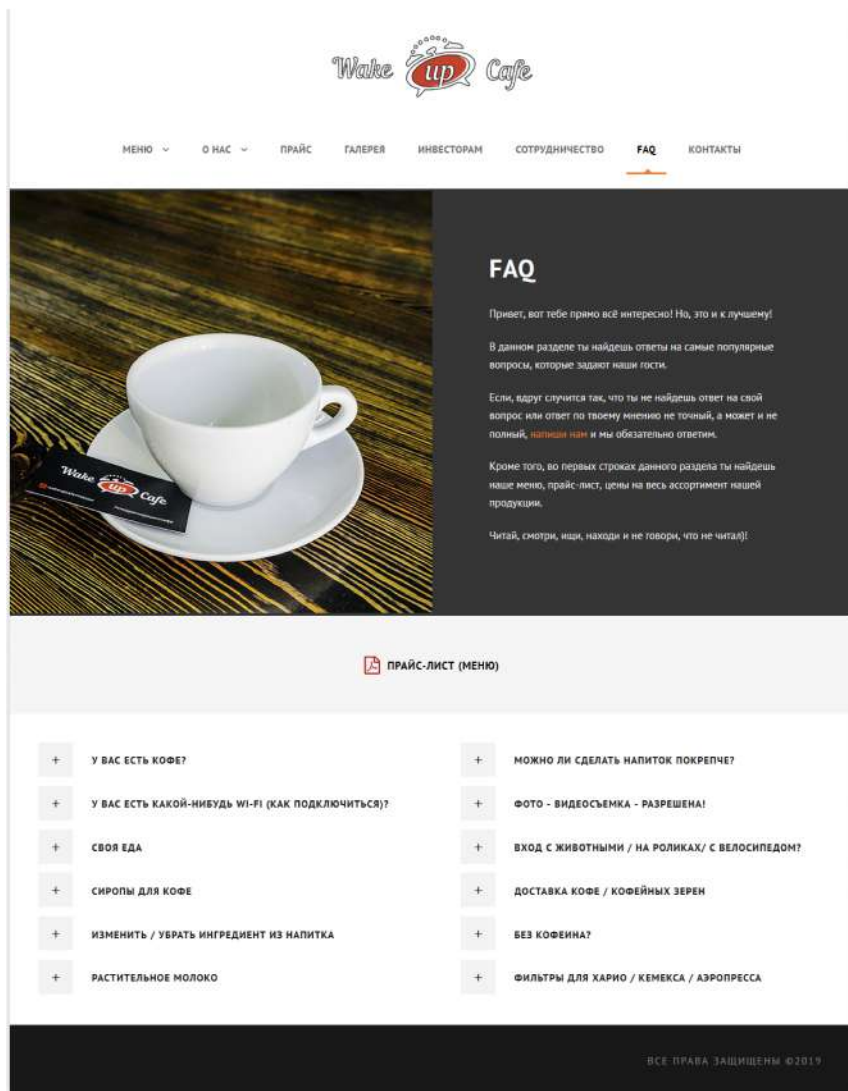 Wake up Cafe
МЕНЮ О НАС ПРАЙС ГАЛЕРЕЯ ИНВЕСТОРАМ СОТРУДНИЧЕСТВО FAQ КОНТАКТЫ
Wake up Cafe
FAQ
Привет, вот тебе прямо всё интересно! Но, это и к лучшему!
В данном разделе ты найдешь ответы на самые популярные
вопросы, которые задают наши гости.
Если, вдруг случится так, что ты не найдешь ответ на свой
вопрос или ответ по твоему мнению не точный, а может и не
полный, напиши нам и мы обязательно ответим.
Кроме того, во первых строках данного раздела ты найдешь
наше меню, прайс-лист, цены на весь ассортимент нашей
продукции.
Читай, смотри, ищи, находи и не говори, что не читал)!
ПРАЙС-ЛИСТ (МЕНЮ)
+ У ВАС ЕСТЬ КОФЕ?
+ У ВАС ЕСТЬ КАКОЙ-НИБУДЬ WI-FI (КАК ПОДКЛЮЧИТЬСЯ)?
+ СВОЯ ЕДА
+ СИРОПЫ ДЛЯ КОФЕ
+ ИЗМЕНИТЬ / УБРАТЬ ИНГРЕДИЕНТ ИЗ НАПИТКА
+ РАСТИТЕЛЬНОЕ МОЛОКО
+ МОЖНО ЛИ СДЕЛАТЬ НАПИТОК ПОКРЕПЧЕ?
+ ФОТО - ВИДЕОСЪЕМКА - РАЗРЕШЕНА!
+ ВХОД С ЖИВОТНЫМИ / НА РОЛИКАХ/ С ВЕЛОСИПЕДОМ?
+ ДОСТАВКА КОФЕ / КОФЕЙНЫХ ЗЕРЕН
+ БЕЗ КОФЕИНА?
+ ФИЛЬТРЫ ДЛЯ ХАРИО / КЕМЕКСА / АЭРОПРЕССА
ВСЕ ПРАВА ЗАЩИЩЕНЫ ©2019